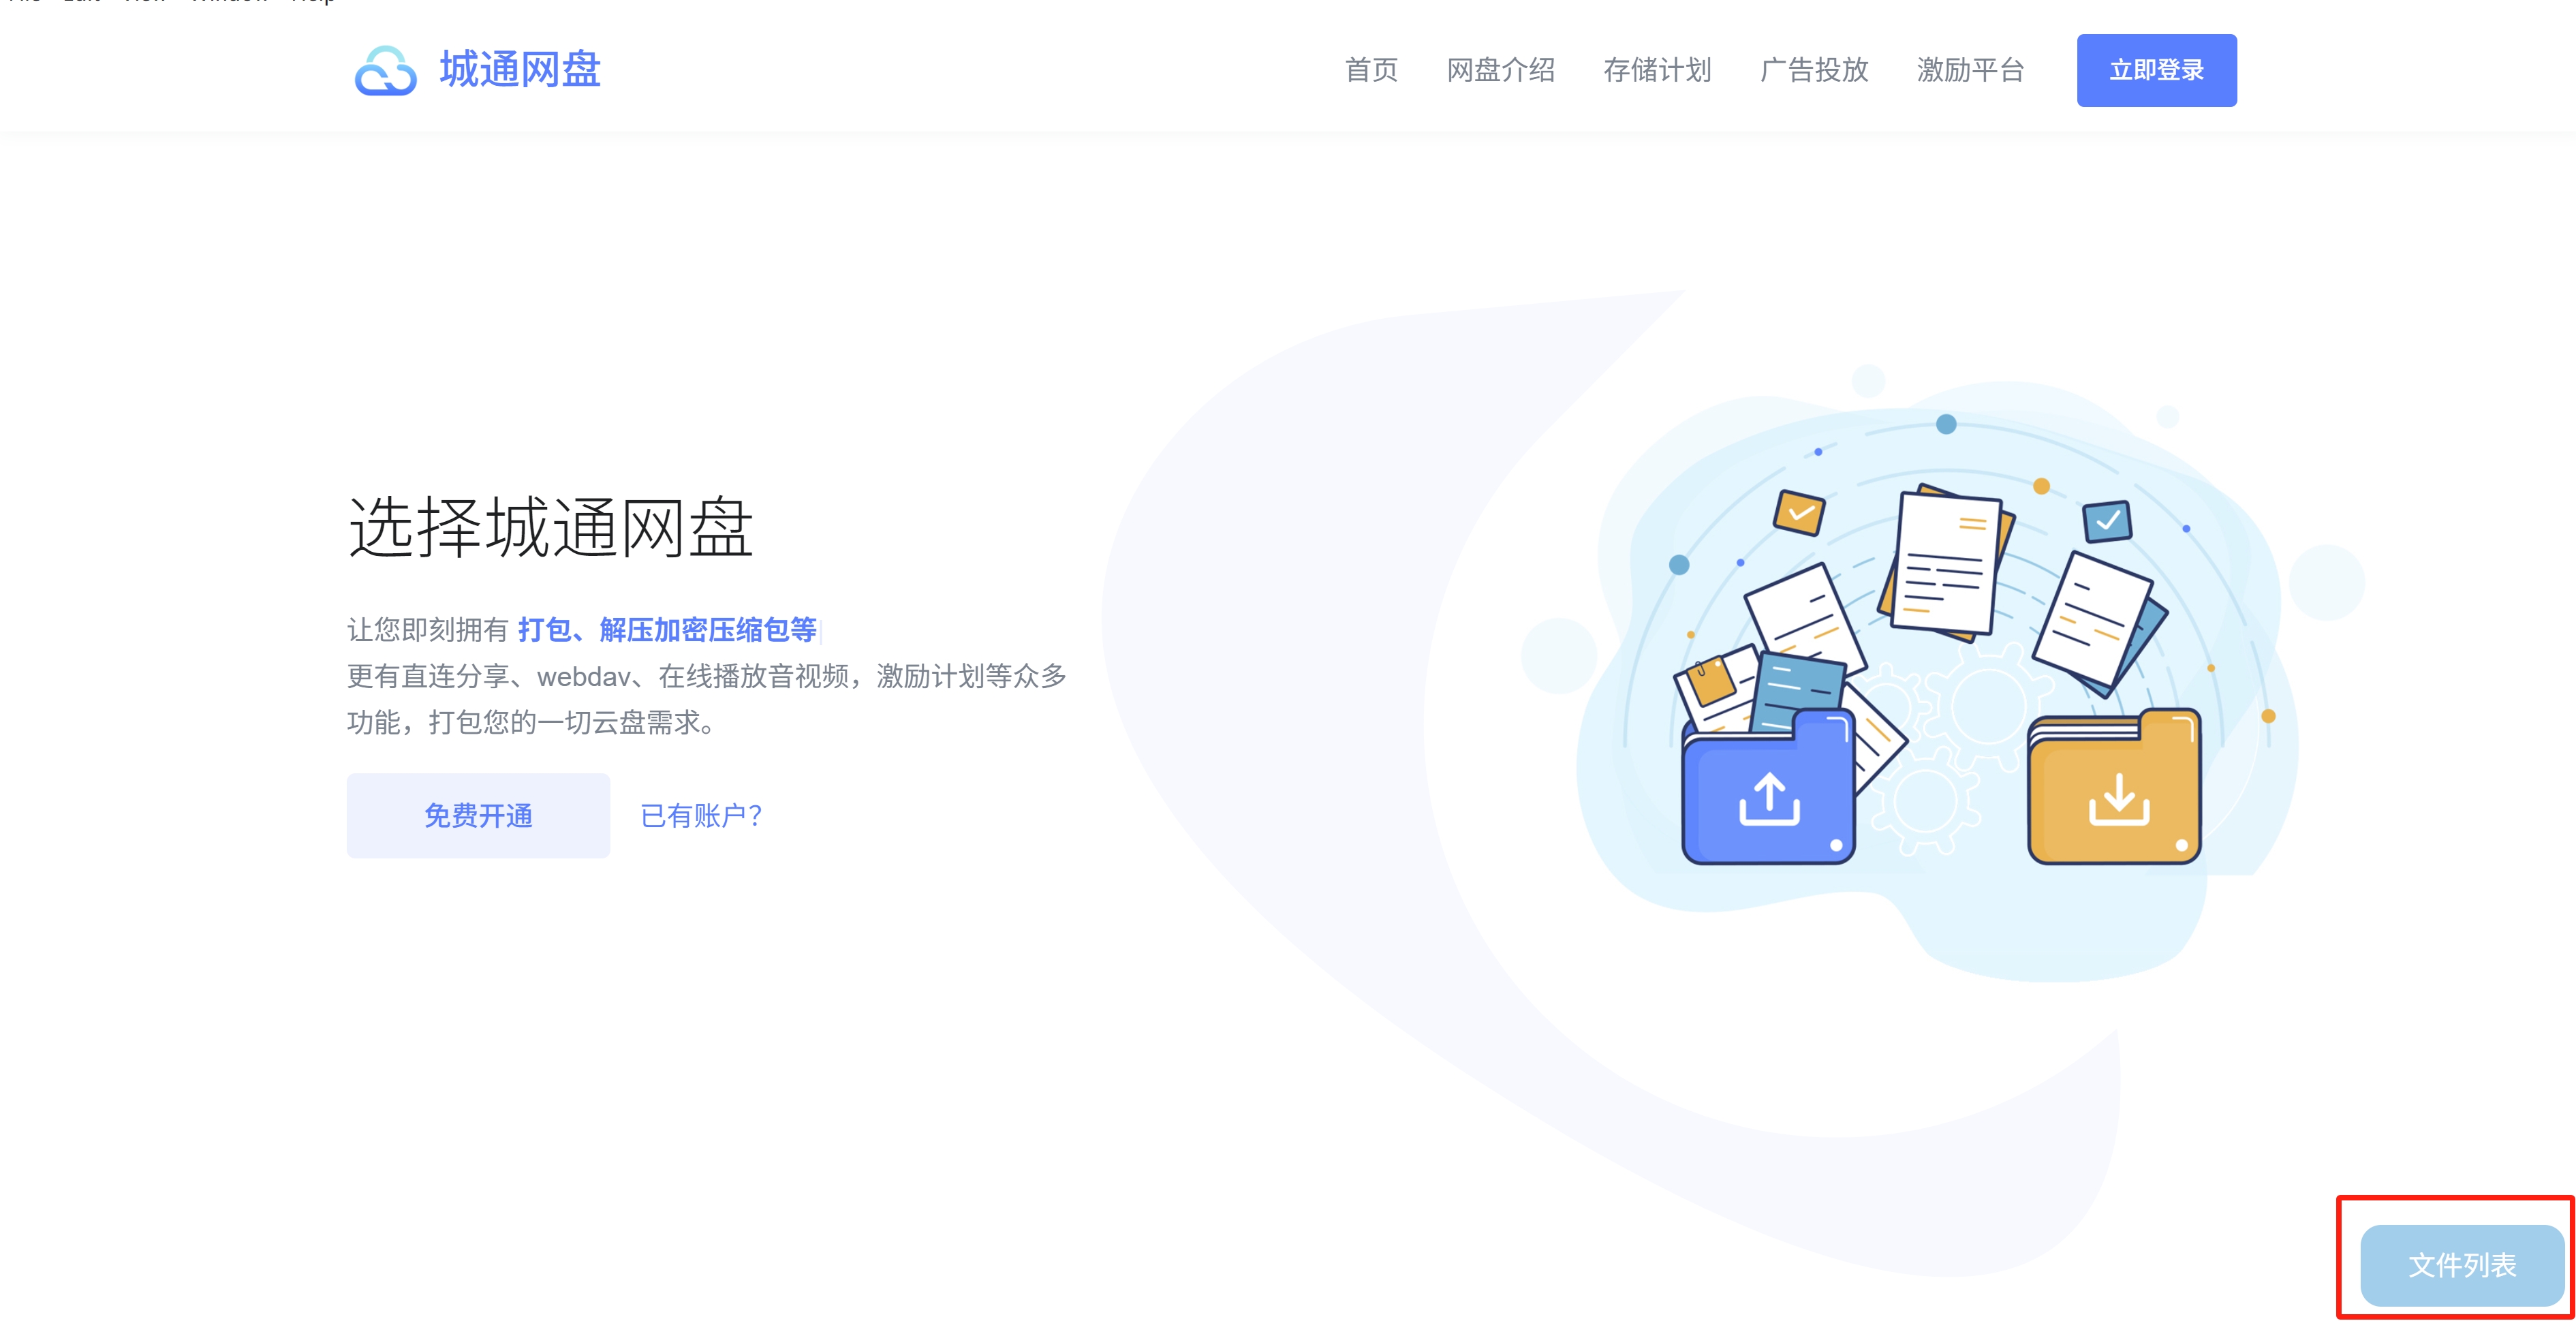 城通网盘
首页 网盘介绍 存储计划 广告投放 激励平台 立即登录
选择城通网盘
让您即刻拥有 打包、解压加密压缩包等
更有直连分享、webdav、在线播放音视频，激励计划等众多
功能，打包您的一切云盘需求。
免费开通 已有账户？
文件列表